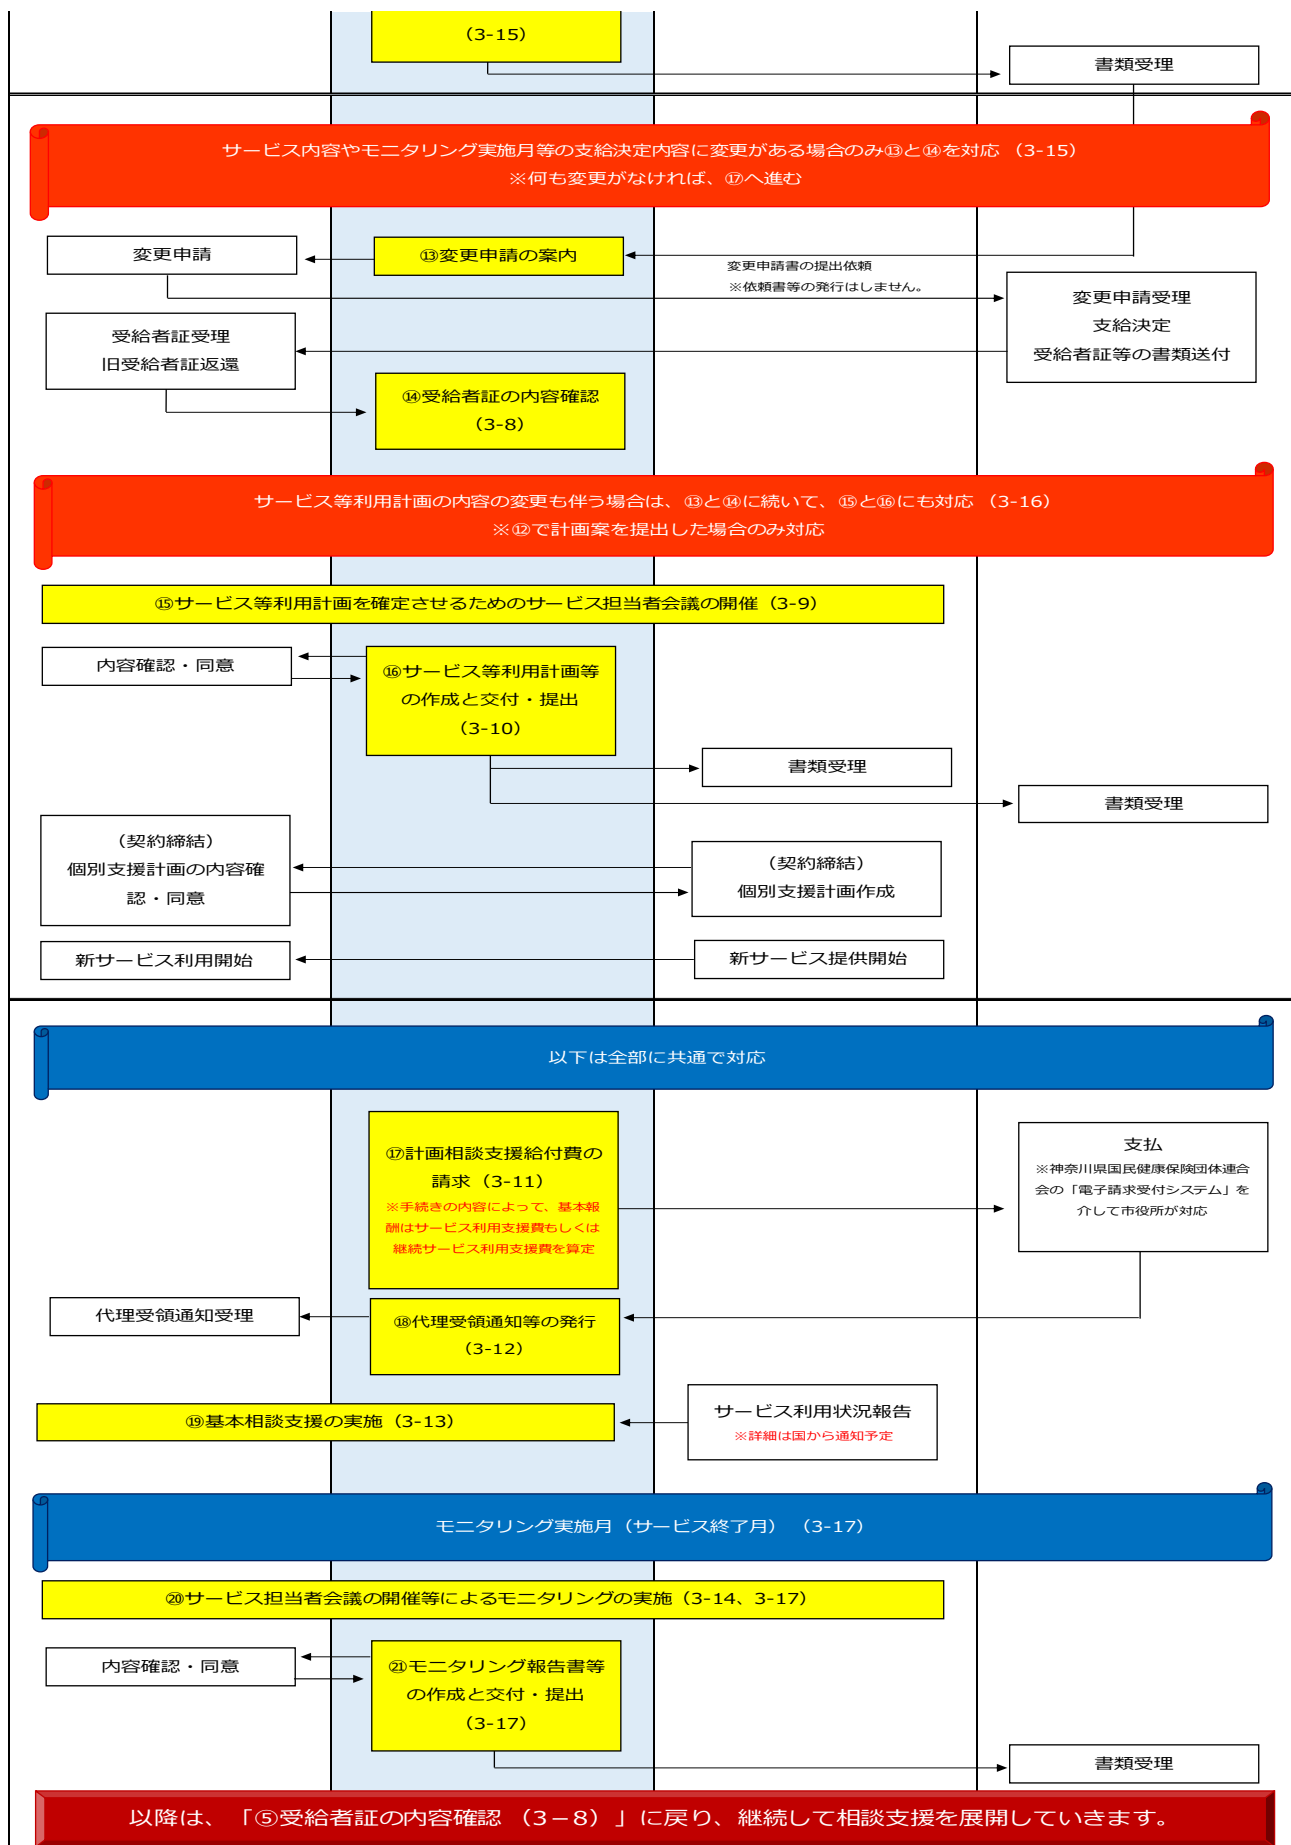 （3-15）
書類受理
サービス内容やモニタリング実施月等の支給決定内容に変更がある場合のみ⑬と⑭を対応 （3-15）
※何も変更がなければ、⑰へ進む
変更申請
⑬変更申請の案内
変更申請書の提出依頼
※依頼書等の発行はしません。
変更申請受理
支給決定
受給者証等の書類送付
受給者証受理
旧受給者証返還
⑭受給者証の内容確認
（3-8）
サービス等利用計画の内容の変更も伴う場合は、⑬と⑭に続いて、⑮と⑯にも対応 （3-16）
※⑫で計画案を提出した場合のみ対応
⑮サービス等利用計画を確定させるためのサービス担当者会議の開催（3-9）
内容確認・同意
⑯サービス等利用計画等
の作成と交付・提出
（3-10）
書類受理
書類受理
（契約締結）
個別支援計画の内容確
認・同意
（契約締結）
個別支援計画作成
新サービス利用開始
新サービス提供開始
以下は全部に共通で対応
⑰計画相談支援給付費の
請求（3-11）
※手続きの内容によって、基本報
酬はサービス利用支援費もしくは
継続サービス利用支援費を算定
支払
※神奈川県国民健康保険団体連合
会の「電子請求受付システム」を
介して市役所が対応
代理受領通知受理
⑱代理受領通知等の発行
（3-12）
⑲基本相談支援の実施（3-13）
サービス利用状況報告
※詳細は国から通知予定
モニタリング実施月（サービス終了月） （3-17）
⑳サービス担当者会議の開催等によるモニタリングの実施（3-14、3-17）
内容確認・同意
㉑モニタリング報告書等
の作成と交付・提出
（3-17）
書類受理
以降は、「⑤受給者証の内容確認 （3－8）」に戻り、継続して相談支援を展開していきます。